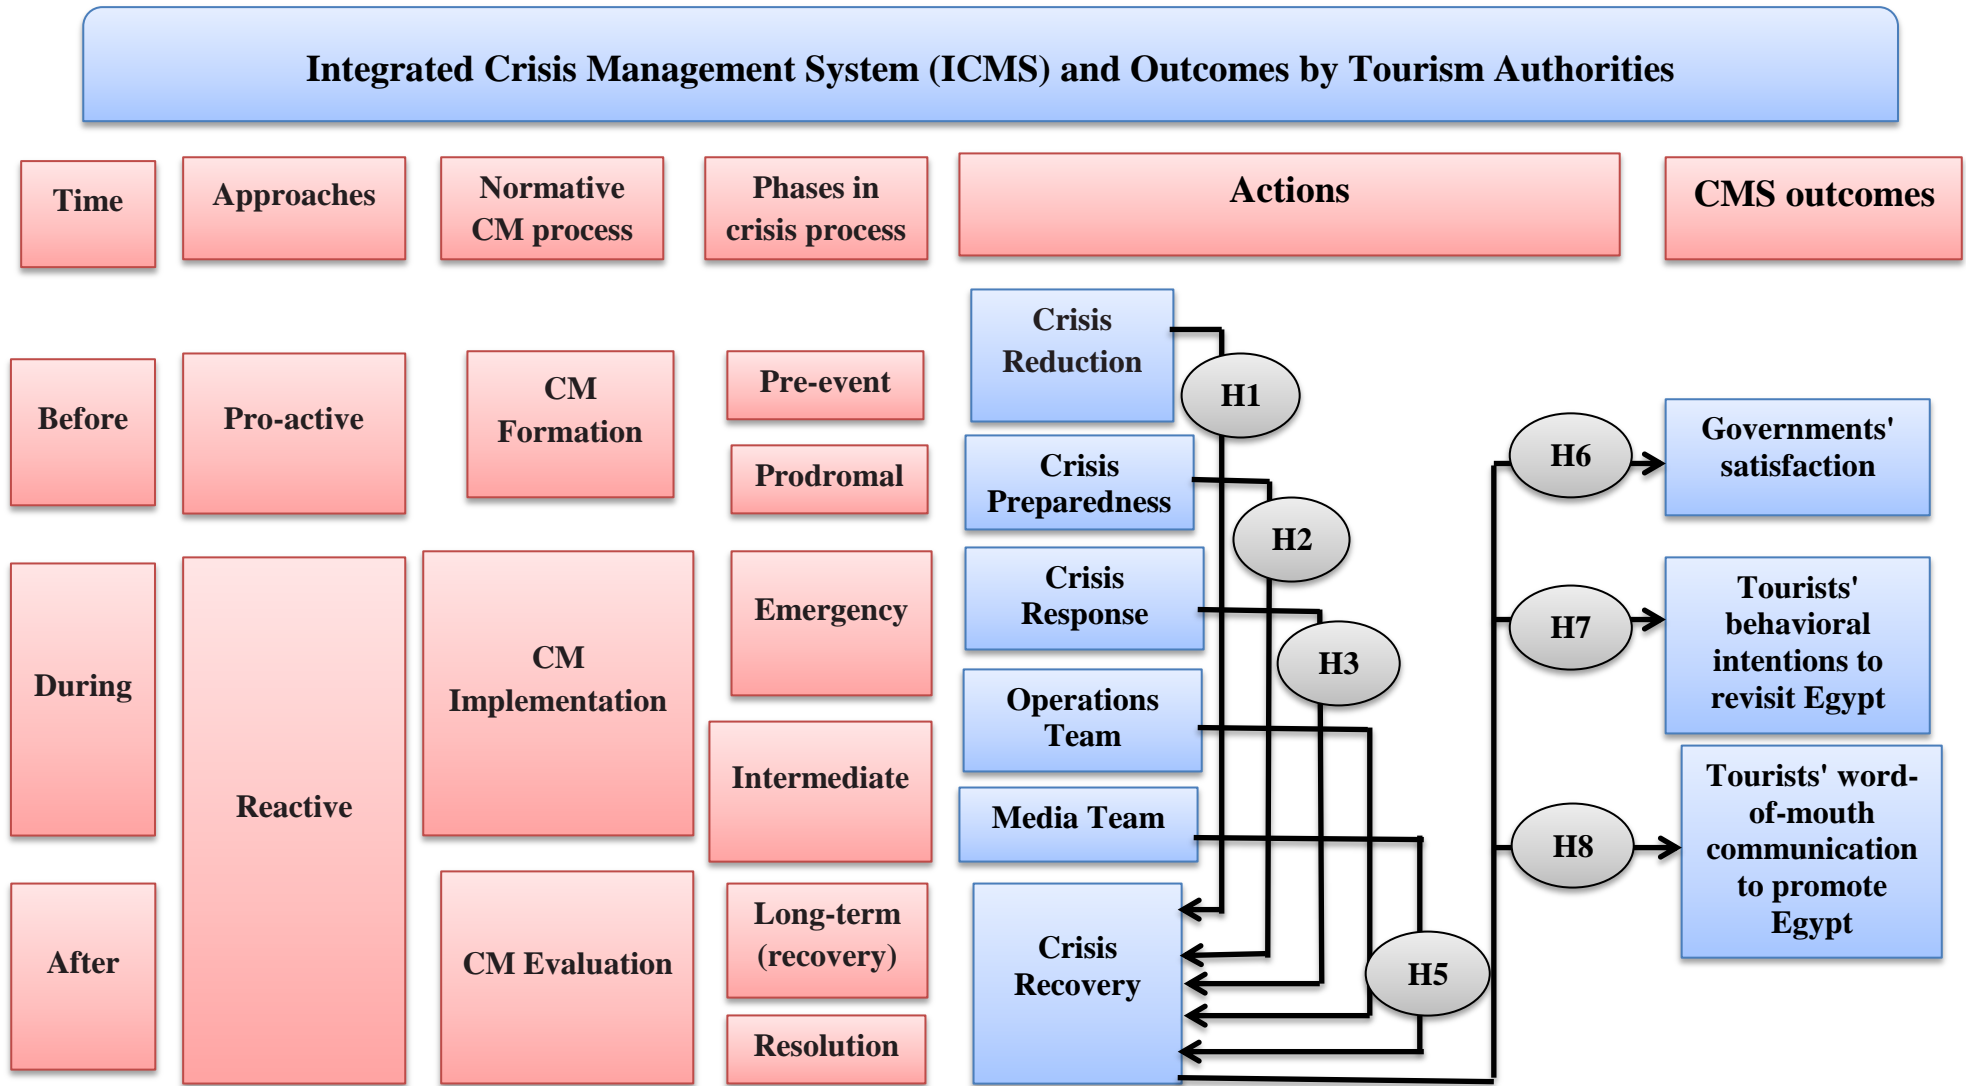 Integrated Crisis Management System (ICMS) and Outcomes by Tourism Authorities
Time
Approaches
Normative
CM process
Phases in
crisis process
Actions
CMS outcomes
Before
Pro-active
CM
Formation
Pre-event
Prodromal
Crisis
Reduction
H1
Crisis
Preparedness
H2
H6
Governments'
satisfaction
During
Reactive
CM
Implementation
Emergency
Intermediate
Crisis
Response
H3
Operations
Team
Media Team
H7
Tourists'
behavioral
intentions to
revisit Egypt
H8
Tourists' word-
of-mouth
communication
to promote
Egypt
After
CM Evaluation
Long-term
(recovery)
Resolution
Crisis
Recovery
H5